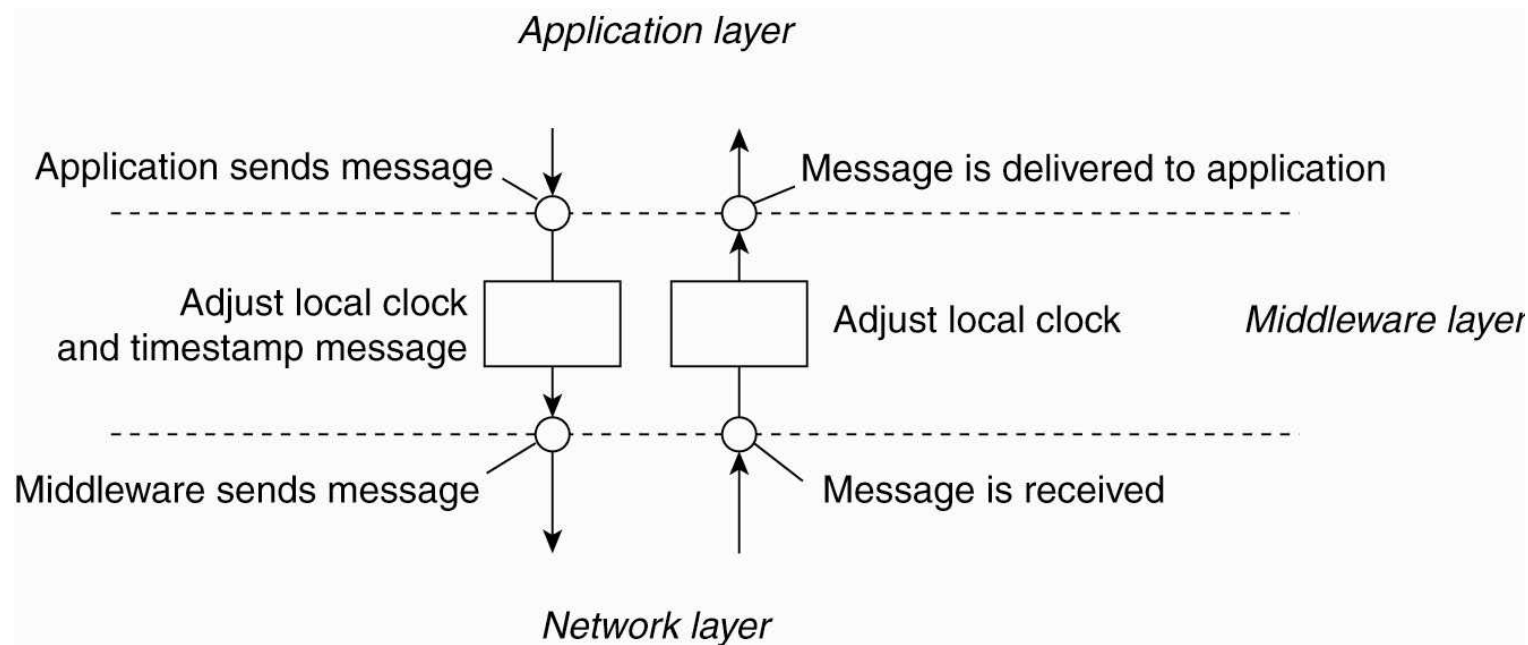 Application layer
Application sends message
Message is delivered to application
Adjust local clock
and timestamp message
Adjust local clock
Middleware layer
Middleware sends message
Message is received
Network layer